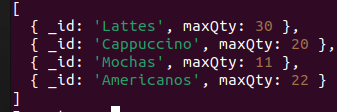 [
  { _id: 'Lattes', maxQty: 30 },
  { _id: 'Cappuccino', maxQty: 20 },
  { _id: 'Mochas', maxQty: 11 },
  { _id: 'Americanos', maxQty: 22 }
]